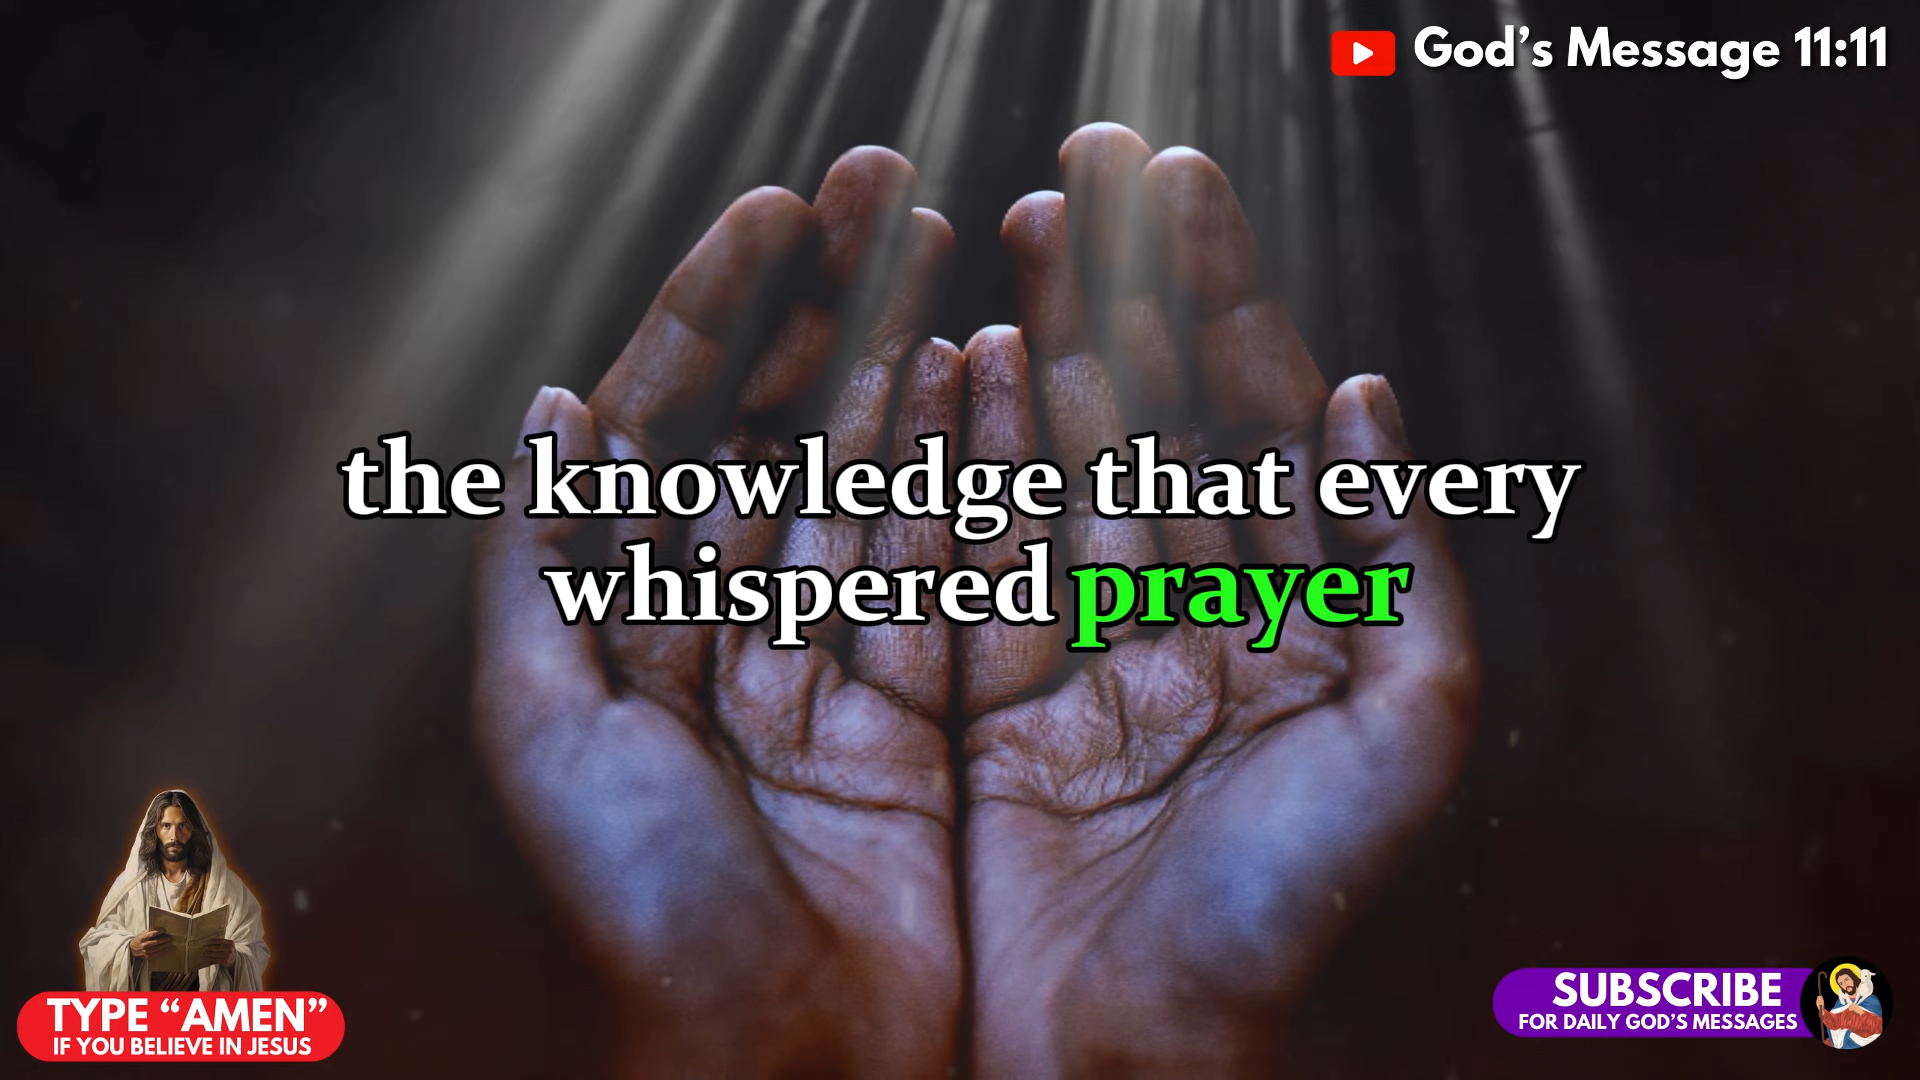 God’s Message 11:11
the knowledge that every
whispered prayer
TYPE “AMEN”
IF YOU BELIEVE IN JESUS
SUBSCRIBE
FOR DAILY GOD’S MESSAGES